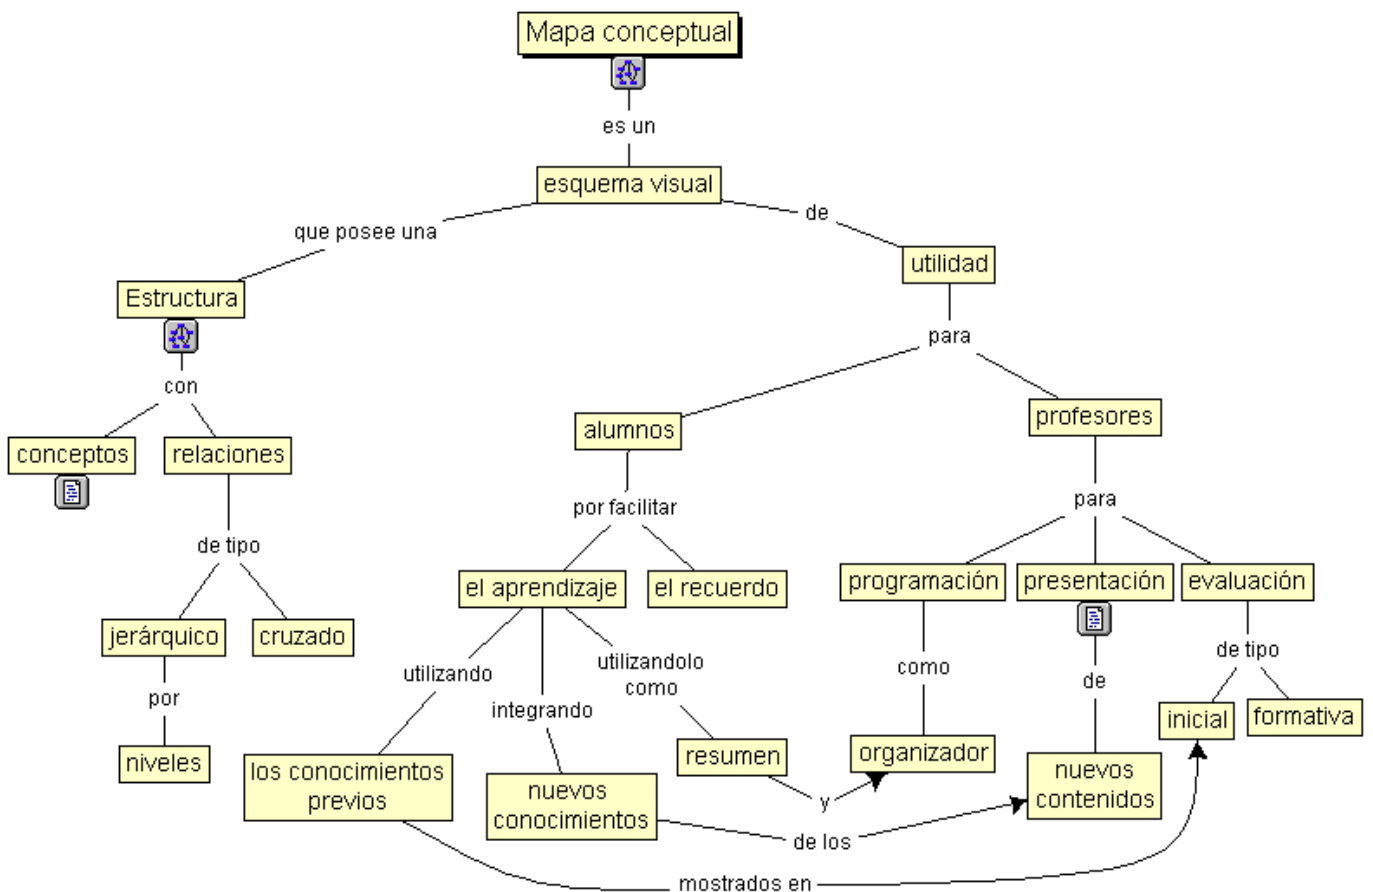 Mapa conceptual
es un
esquema visual
que posee una
de
Estructura
utilidad
con
para
conceptos
relaciones
alumnos
profesores
de tipo
por facilitar
para
jerárquico
cruzado
el aprendizaje
el recuerdo
programación
presentación
evaluación
por
utilizando
integrando
utilizandolo
como
como
de
de tipo
niveles
los conocimientos
previos
nuevos
conocimientos
resumen
organizador
nuevos
contenidos
inicial
formativa
y
de los
mostrados en